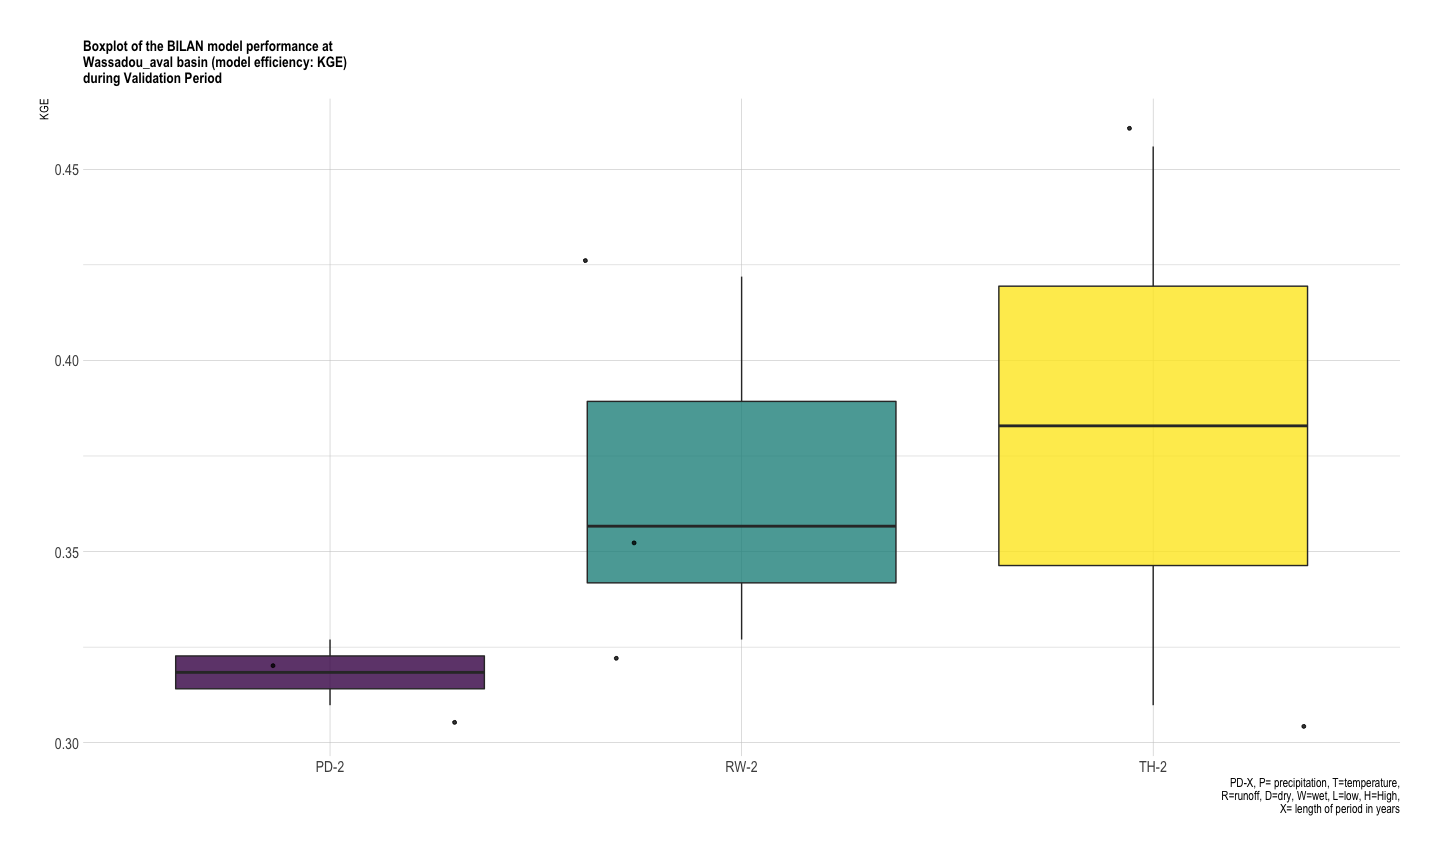 Boxplot of the BILAN model performance at
Wassadou_aval basin (model efficiency: KGE)
during Validation Period
KGE
0.45
0.40
0.35
0.30
PD-2 RW-2 TH-2
PD-X, P= precipitation, T=temperature,
R=runoff, D=dry, W=wet, L=low, H=High,
X= length of period in years